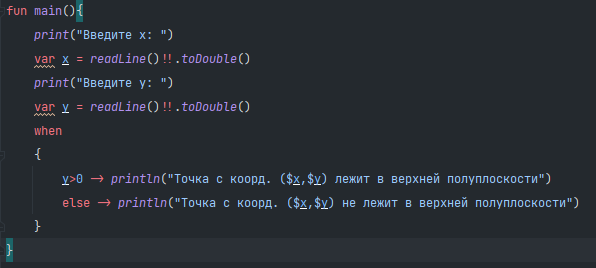 fun main(){
print("Введите x: ")
var x = readLine()!!.toDouble()
print("Введите y: ")
var y = readLine()!!.toDouble()
when
{
y>0 -> println("Точка с коорд. ($x,$y) лежит в верхней полуплоскости")
else -> println("Точка с коорд. ($x,$y) не лежит в верхней полуплоскости")
}
}